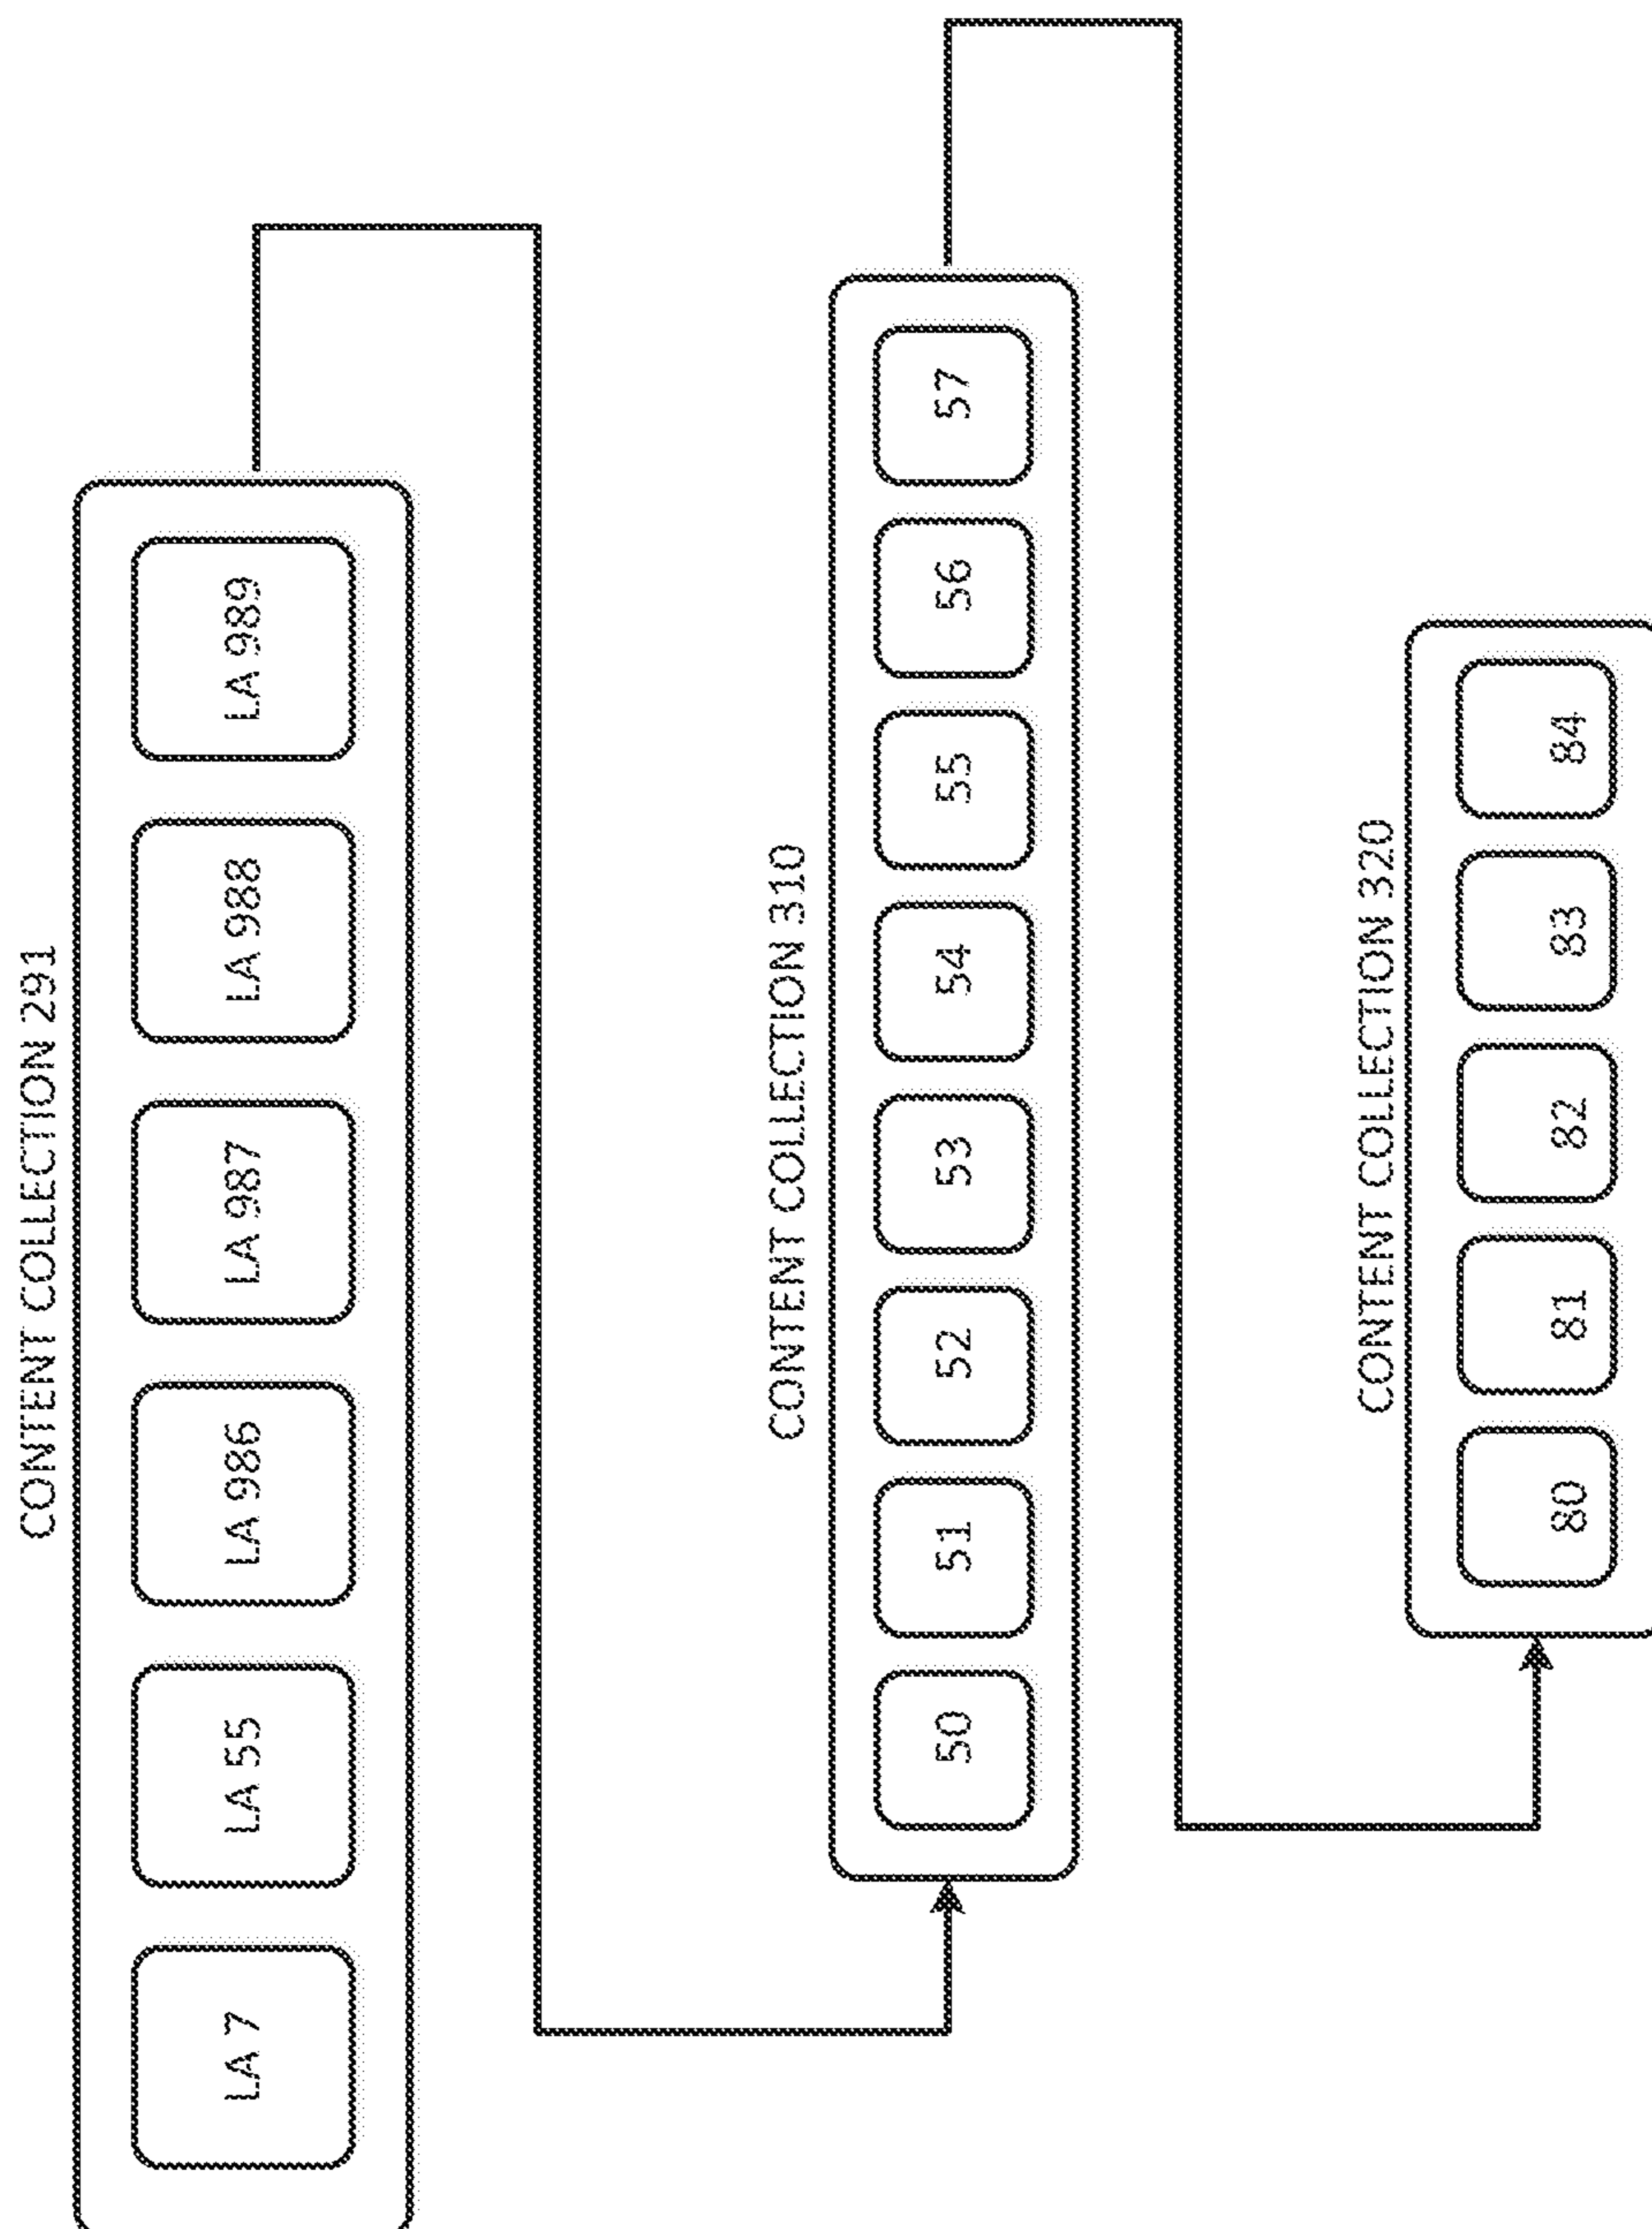 CONTENT COLLECTION 291
LA 7
LA 55
LA 986
LA 987
LA 988
LA 989
CONTENT COLLECTION 310
50
51
52
53
54
55
56
57
CONTENT COLLECTION 320
80
81
82
83
84